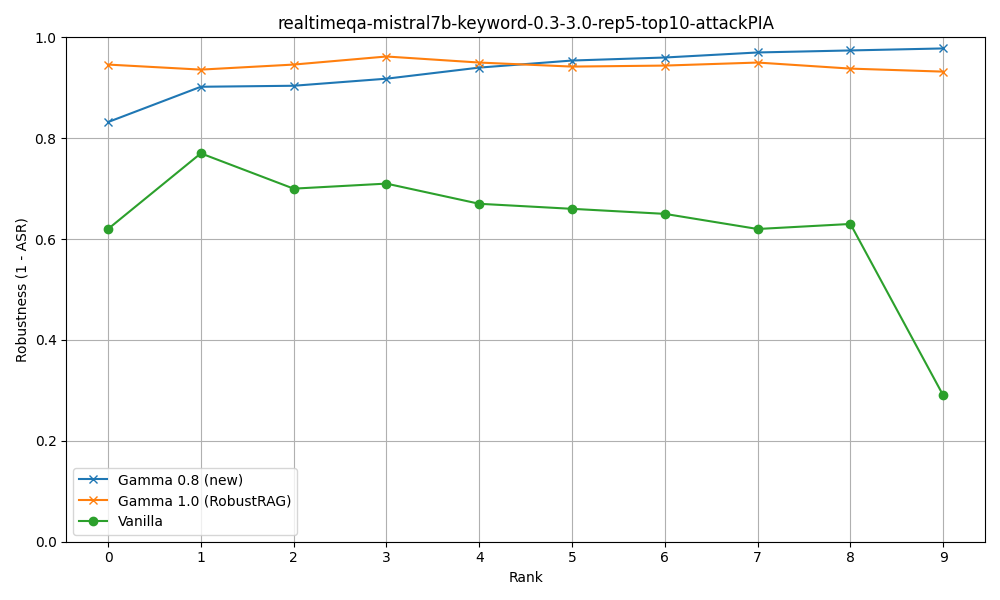 realtimeqa-mistral7b-keyword-0.3-3.0-rep5-top10-attackPIA
Robustness (1 - ASR)
1.0
0.8
0.6
0.4
0.2
0.0
Gamma 0.8 (new)
Gamma 1.0 (RobustRAG)
Vanilla
0 1 2 3 4 5 6 7 8 9
Rank